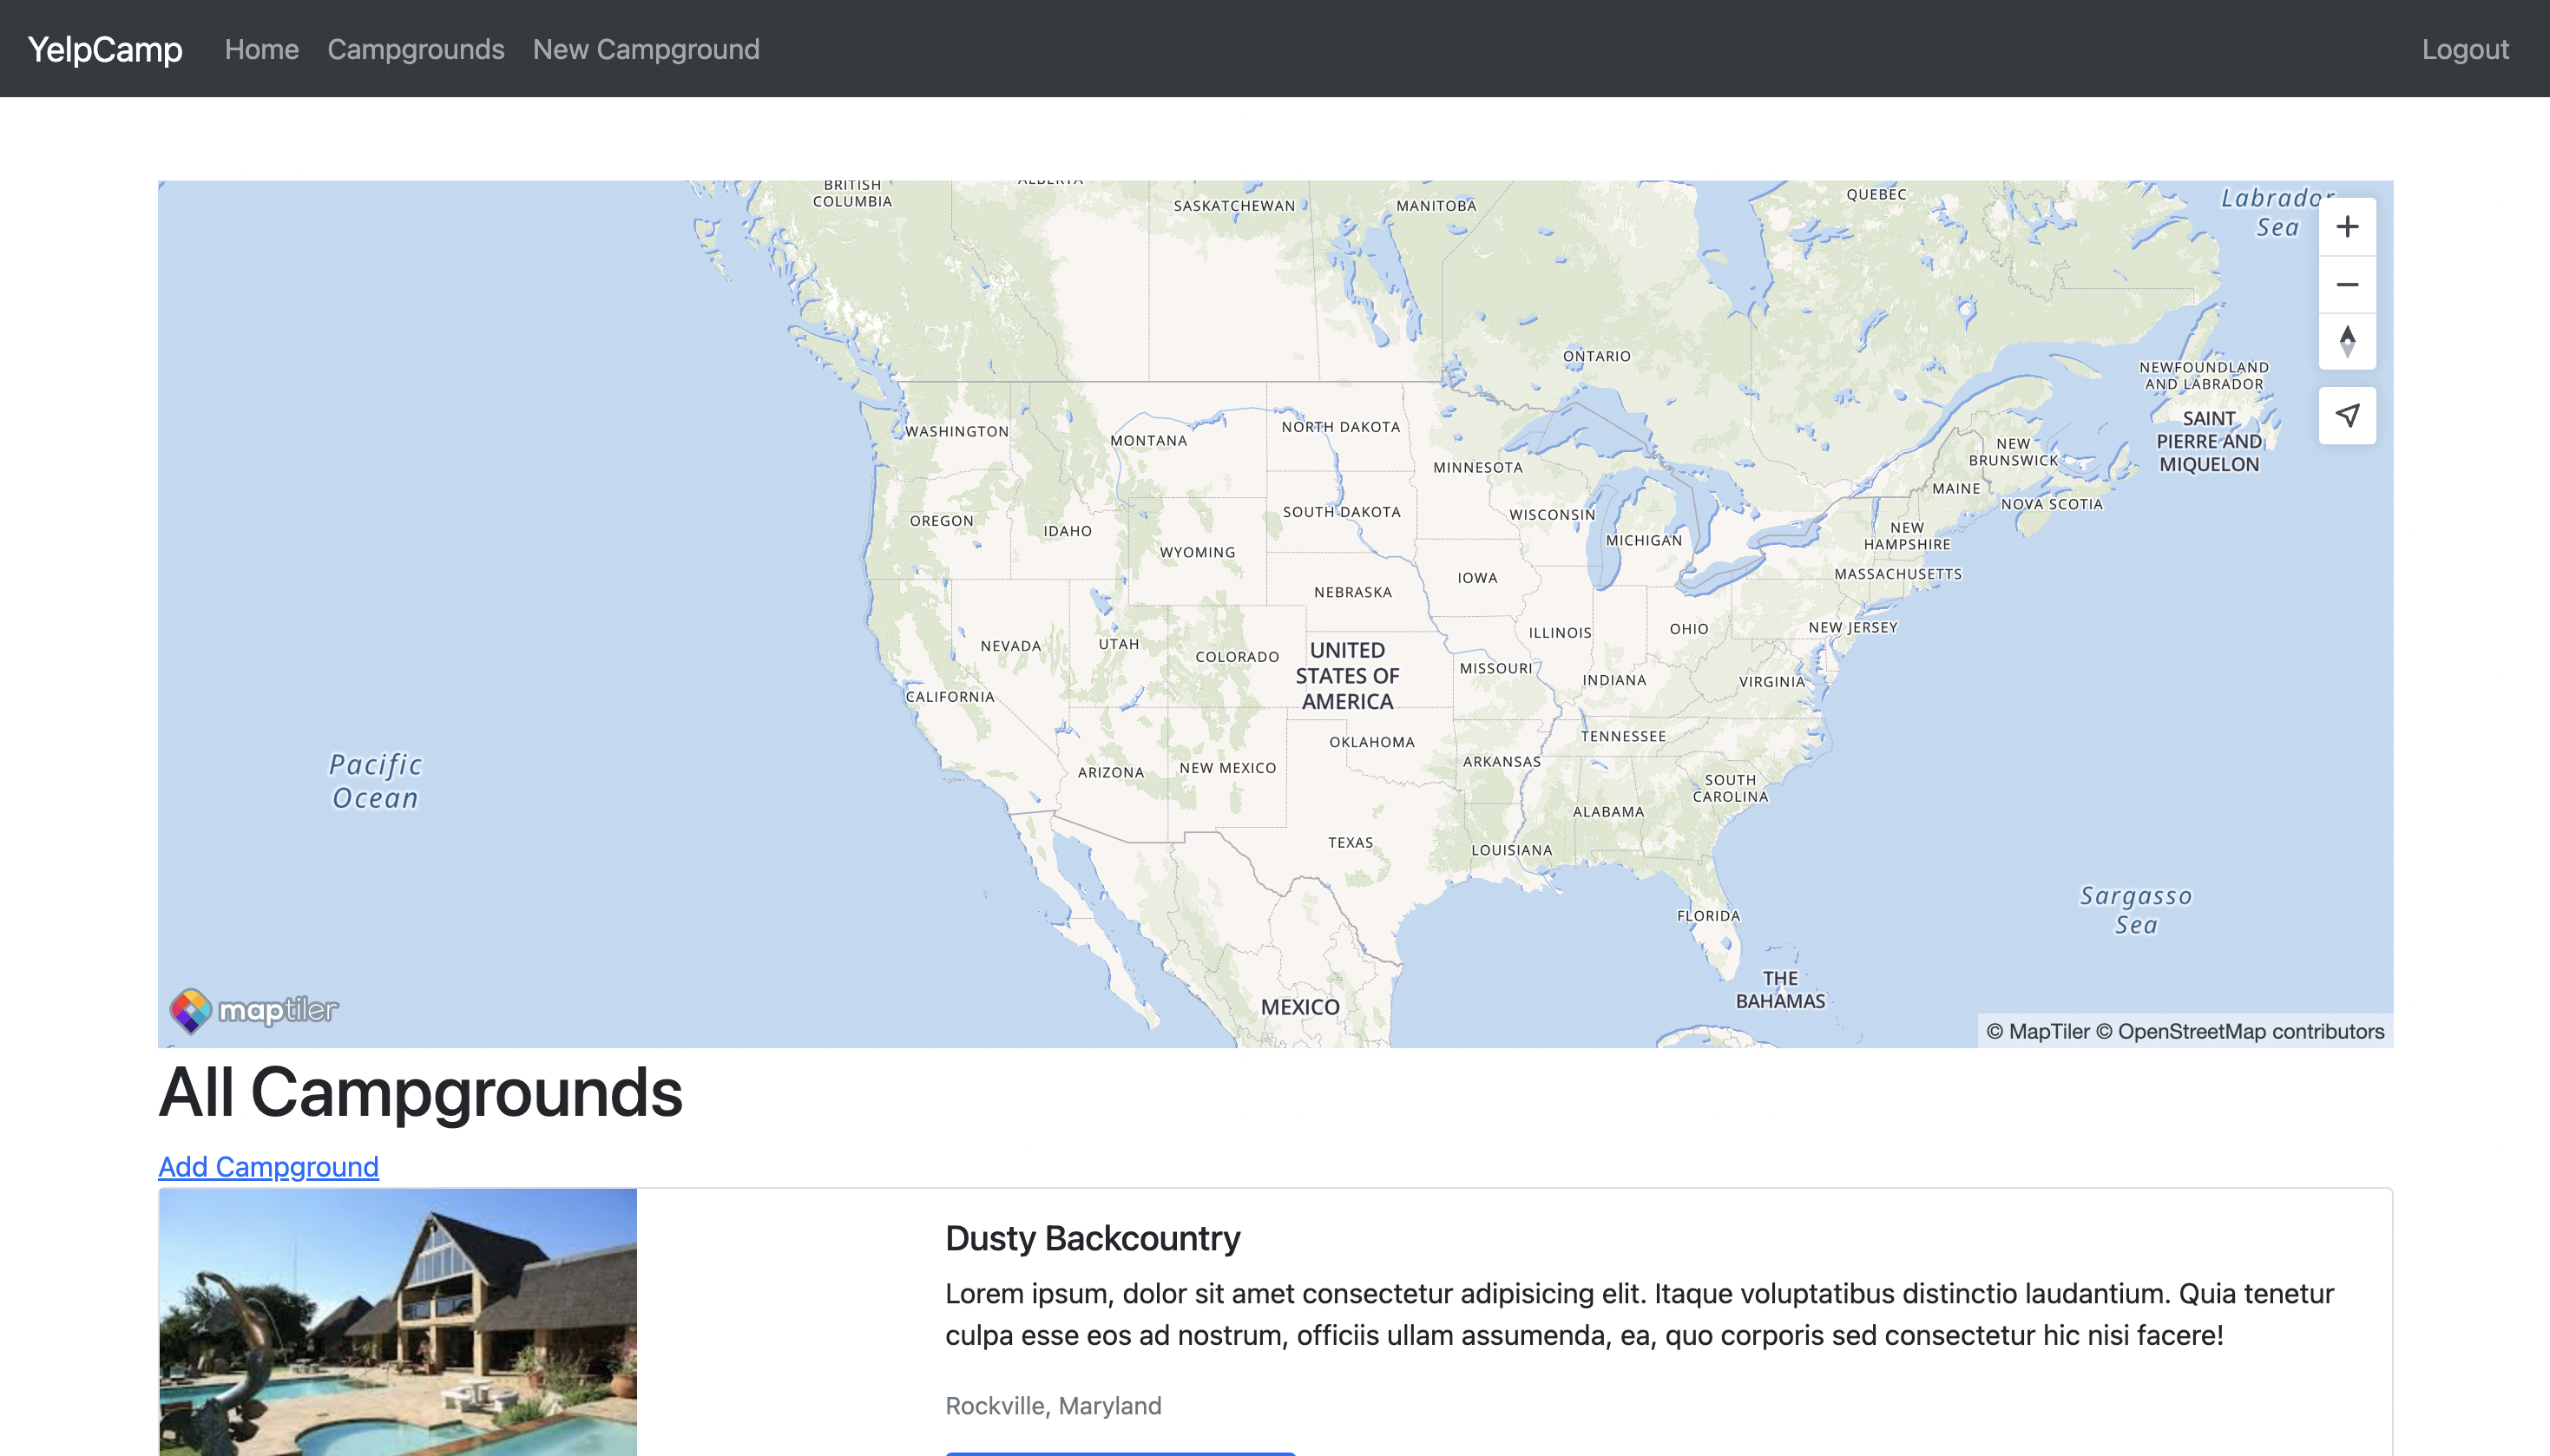 YelpCamp Home Campgrounds New Campground Logout
BRITISH
COLUMBIA
ALBERTA
SASKATCHEWAN
MANITOBA
QUEBEC
Labrador
Sea
ONTARIO
NEWFOUNDLAND
AND LABRADOR
SAINT
PIERRE AND
MIQUELON
WASHINGTON
MONTANA
NORTH DAKOTA
MINNESOTA
NEW
BRUNSWICK
MAINE
NOVA SCOTIA
OREGON
IDAHO
SOUTH DAKOTA
WISCONSIN
MICHIGAN
NEW
HAMPSHIRE
WYOMING
MASSACHUSETTS
IOWA
NEBRASKA
NEVADA
UTAH
COLORADO
UNITED
STATES OF
AMERICA
ILLINOIS
OHIO
NEW JERSEY
MISSOURI
INDIANA
VIRGINIA
CALIFORNIA
OKLAHOMA
TENNESSEE
Pacific
Ocean
ARIZONA
NEW MEXICO
ARKANSAS
SOUTH
CAROLINA
ALABAMA
TEXAS
LOUISIANA
FLORIDA
Sargasso
Sea
THE
BAHAMAS
MEXICO
maptiler
© MapTiler © OpenStreetMap contributors
All Campgrounds
Add Campground
Dusty Backcountry
Lorem ipsum, dolor sit amet consectetur adipisicing elit. Itaque voluptatibus distinctio laudantium. Quia tenetur
culpa esse eos ad nostrum, officiis ullam assumenda, ea, quo corporis sed consectetur hic nisi facere!
Rockville, Maryland